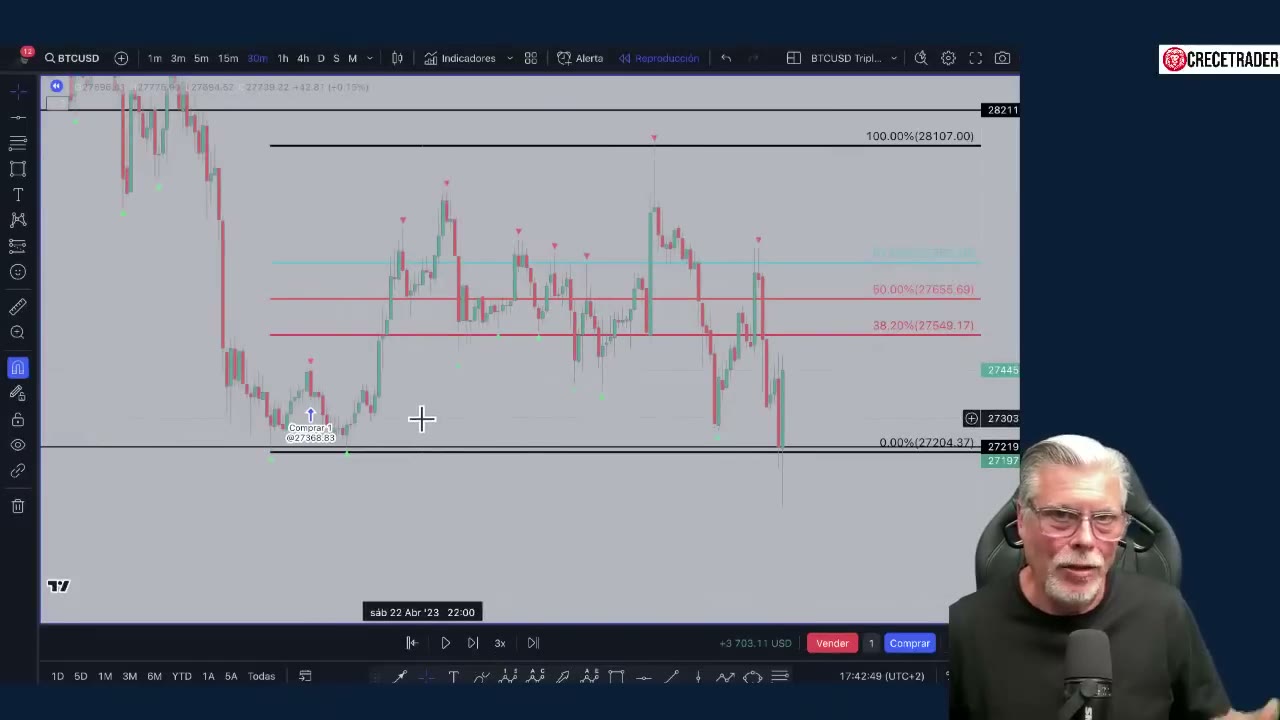 12
BTCUSD
1m 3m 5m 15m 30m 1h 4h D S M
Indicadores
Alerta
Reproducción
BTCUSD Tripl...
CRECETRADER
28211
100.00%(28107.00)
50.00%(27655.69)
38.20%(27549.17)
27445
27303
Comprar 1
@27368.83
0.00%(27204.37)
27219
27197
sáb 22 Abr '23 22:00
3x
+3 703.11 USD
Vender
1
Comprar
1D 5D 1M 3M 6M YTD 1A 5A Todas
17:42:49 (UTC+2)